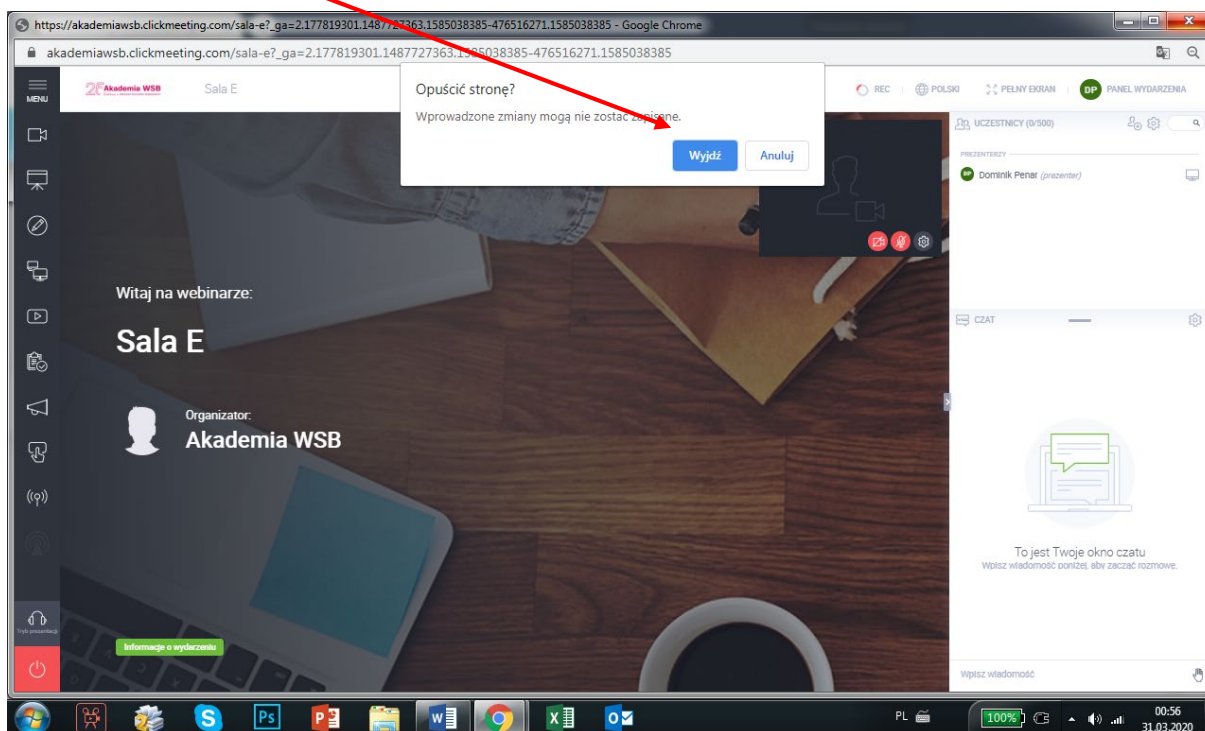 https://akademiawsb.clickmeeting.com/sala-e?_ga=2.177819301.1487727363.1585038385-476516271.1585038385 - Google Chrome
akademiawsb.clickmeeting.com/sala-e?_ga=2.177819301.1487727363.1585038385-476516271.1585038385
MENU
Akademia WSB
Sala E
Opuścić stronę?
Wprowadzone zmiany mogą nie zostać zapisane.
Wyjdź
Anuluj
REC
POLSKI
PEŁNY EKRAN
DP
PANEL WYDARZENIA
UCZESTNICY (0/500)
PREZENTERZY
DP
Dominik Penar (prezenter)
Witaj na webinarze:
Sala E
Organizator:
Akademia WSB
CZAT
To jest Twoje okno czatu
Wpisz wiadomość poniżej, aby zacząć rozmowę.
Tryb prezentacji
Informacje o wydarzeniu
Wpisz wiadomość
PL
100%
00:56
31.03.2020